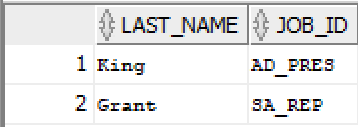 LAST_NAME JOB_ID
1 King AD_PRES
2 Grant SA_REP